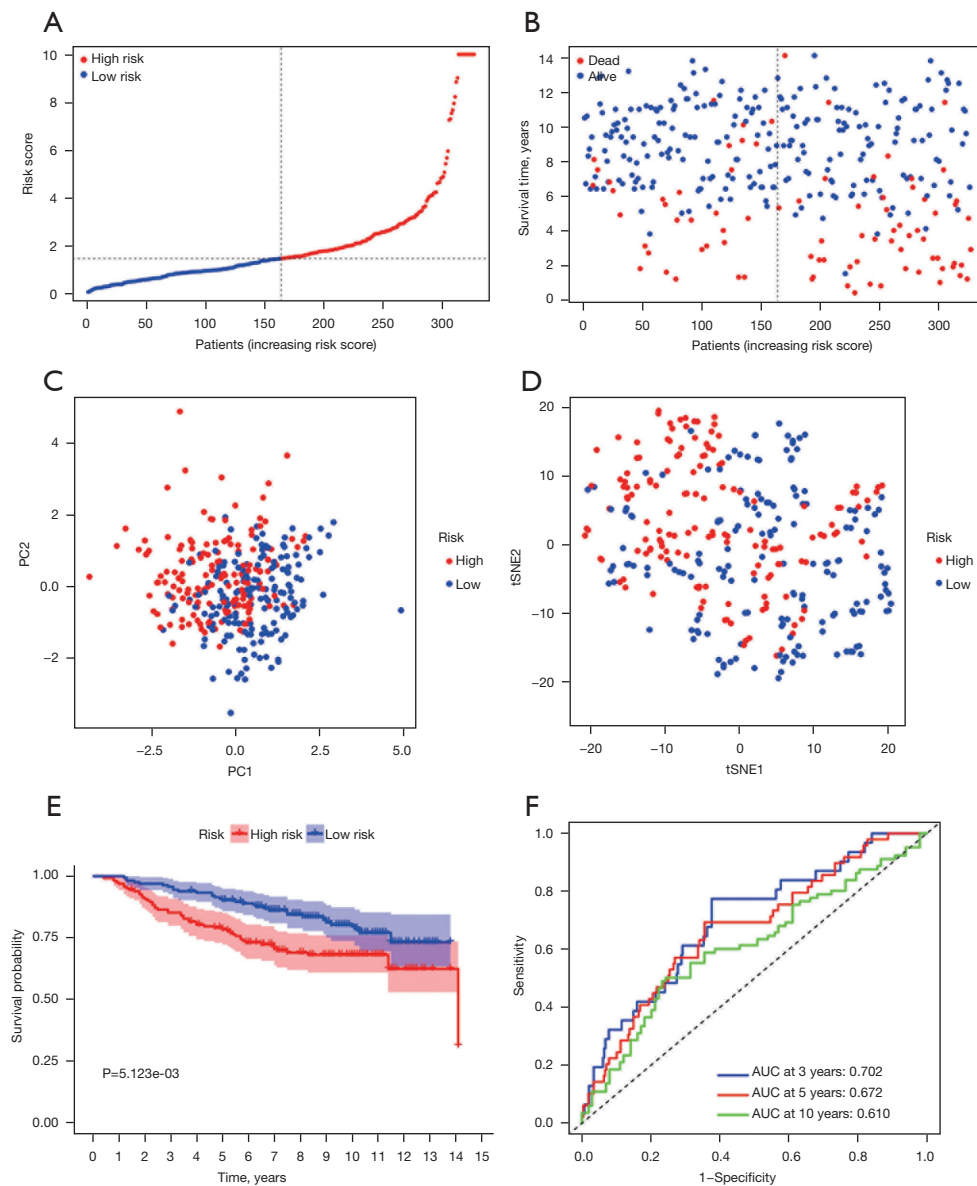 A
High risk
Low risk
10
8
6
4
2
0
Risk score
0 50 100 150 200 250 300
Patients (increasing risk score)
B
Dead
Alive
14
12
10
8
6
4
2
0
Survival time, years
0 50 100 150 200 250 300
Patients (increasing risk score)
C
4
2
0.0
−2
PC2
−2.5 0.0 2.5 5.0
PC1
Risk
High
Low
D
20
10
0
−10
−20
tSNE2
−20 −10 0 10 20
tSNE1
Risk
High
Low
E
Risk High risk Low risk
1.00
0.75
0.50
0.25
0.00
Survival probability
P=5.123e-03
0 1 2 3 4 5 6 7 8 9 10 11 12 13 14 15
Time, years
F
1.0
0.8
0.6
0.4
0.2
0.0
Sensitivity
AUC at 3 years: 0.702
AUC at 5 years: 0.672
AUC at 10 years: 0.610
0.0 0.2 0.4 0.6 0.8 1.0
1−Specificity